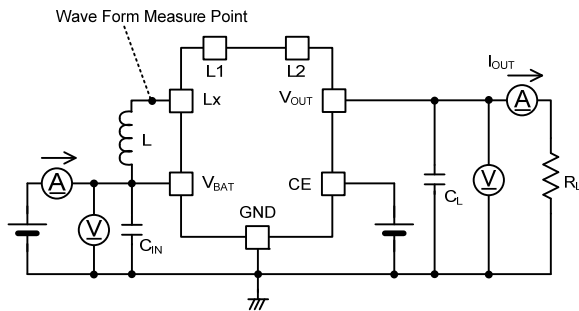 Wave Form Measure Point
L1
L2
Lx
VOUT
IOUT
A
L
A
VBAT
CE
V
CIN
GND
CL
V
RL